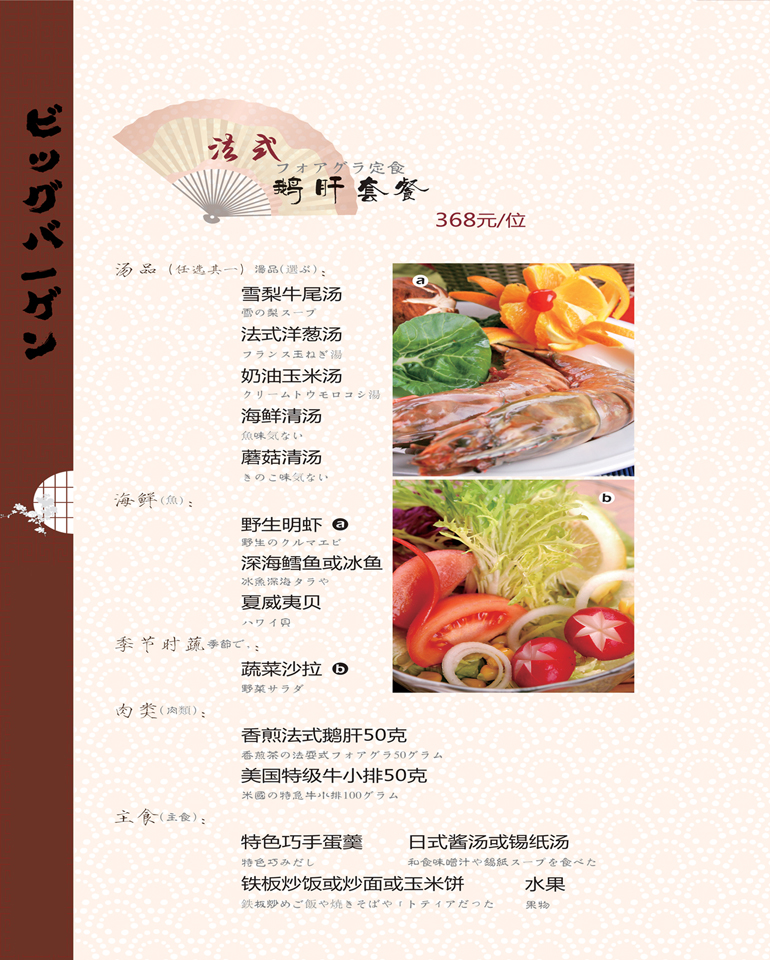 ビッグバーゲン
法式
フォアグラ定食
鹅肝套餐
368元/位
汤品（任选其一）湯品(選ぶ)：
雪梨牛尾汤
雪の梨スープ
法式洋葱汤
フランス玉ねぎ湯
奶油玉米汤
クリームトウモロコシ湯
海鲜清汤
魚味気ない
蘑菇清汤
きのこ味気ない
海鲜(魚)：
野生明虾 a
野生のクルマエビ
深海鳕鱼或冰鱼
冰魚深海タラや
夏威夷贝
ハワイ貝
季节时蔬季節で.：
蔬菜沙拉 b
野菜サラダ
肉类(肉類)：
香煎法式鹅肝50克
香煎茶の法雲式フォアグラ50グラム
美国特级牛小排50克
米國の特急牛小排100グラム
主食(主食)：
特色巧手蛋羹 日式酱汤或锡纸汤
特色巧みだし 和食味噌汁や錫紙スープを食べた
铁板炒饭或炒面或玉米饼 水果
鉄板炒めご飯や焼きそばやトティアだった 果物
a
b